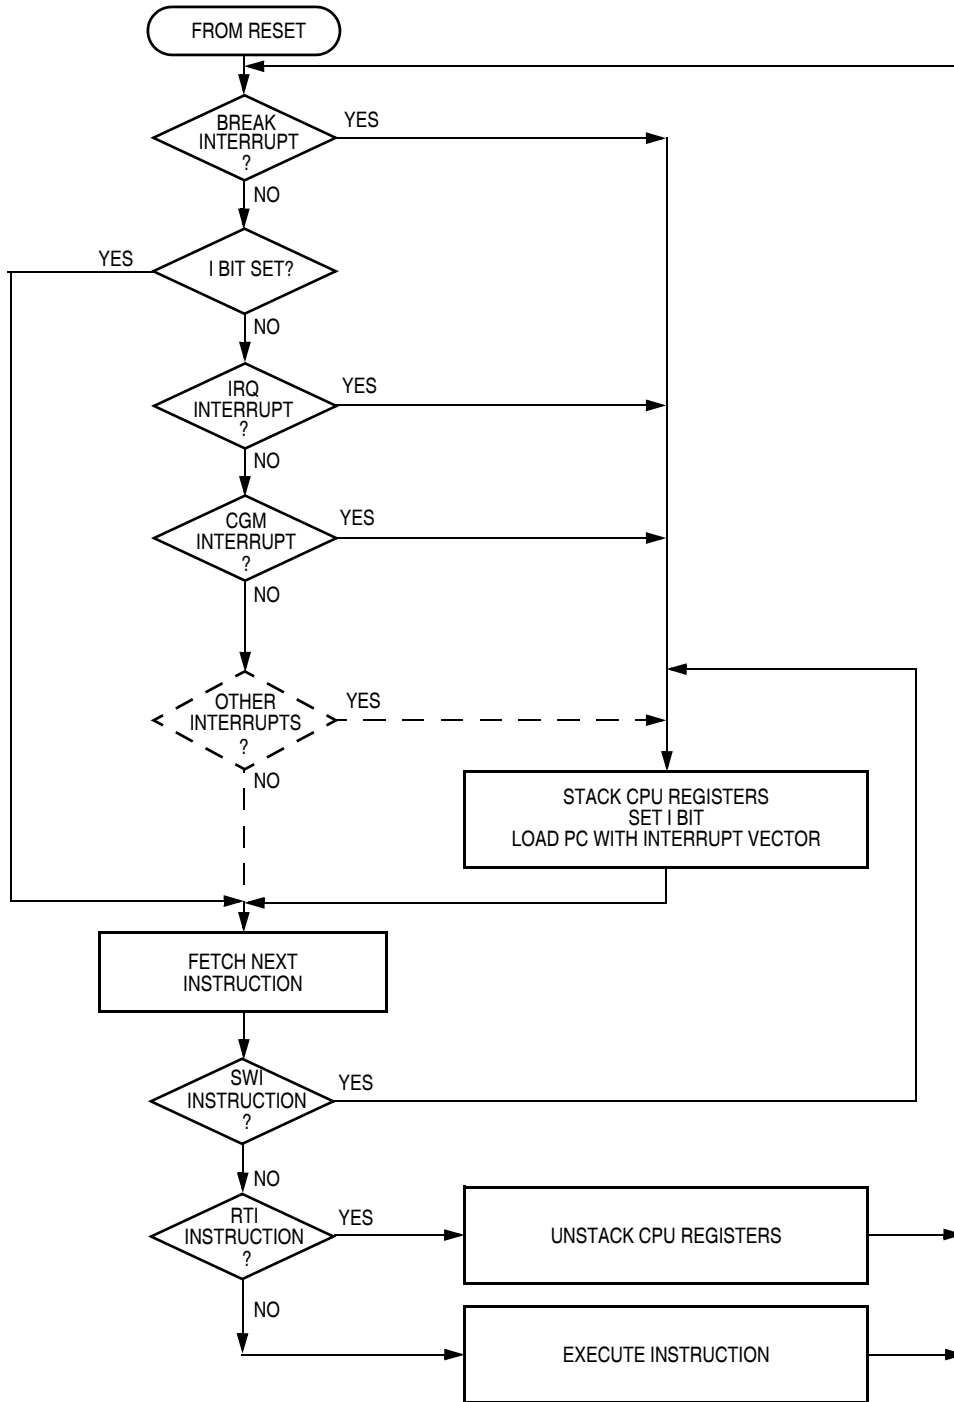 FROM RESET
BREAK
INTERRUPT
?
YES
NO
I BIT SET?
YES
NO
IRQ
INTERRUPT
?
YES
NO
CGM
INTERRUPT
?
YES
NO
OTHER
INTERRUPTS
?
YES
NO
STACK CPU REGISTERS
SET I BIT
LOAD PC WITH INTERRUPT VECTOR
FETCH NEXT
INSTRUCTION
SWI
INSTRUCTION
?
YES
NO
RTI
INSTRUCTION
?
YES
UNSTACK CPU REGISTERS
NO
EXECUTE INSTRUCTION